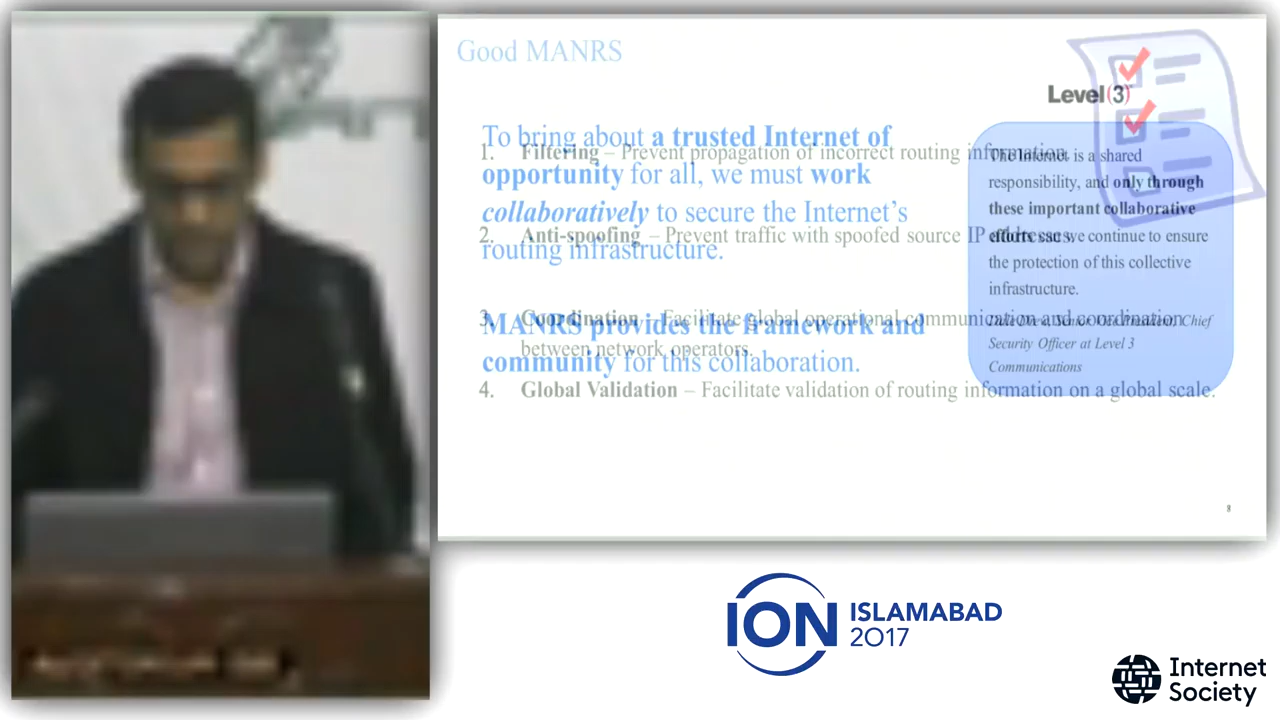 Good MANRS
To bring about a trusted Internet of
opportunity for all, we must work
collaboratively to secure the Internet's
routing infrastructure.
MANRS provides the framework and
community for this collaboration.
1. Filtering – Prevent propagation of incorrect routing information.
2. Anti-spoofing – Prevent traffic with spoofed source IP addresses.
3. Coordination – Facilitate global operational communication and coordination
between network operators.
4. Global Validation – Facilitate validation of routing information on a global scale.
Level(3)
The Internet is a shared
responsibility, and only through
these important collaborative
efforts can we continue to ensure
the protection of this collective
infrastructure.
Senior Vice President, Chief
Security Officer at Level 3
Communications
8
ION ISLAMABAD
2017
Internet
Society